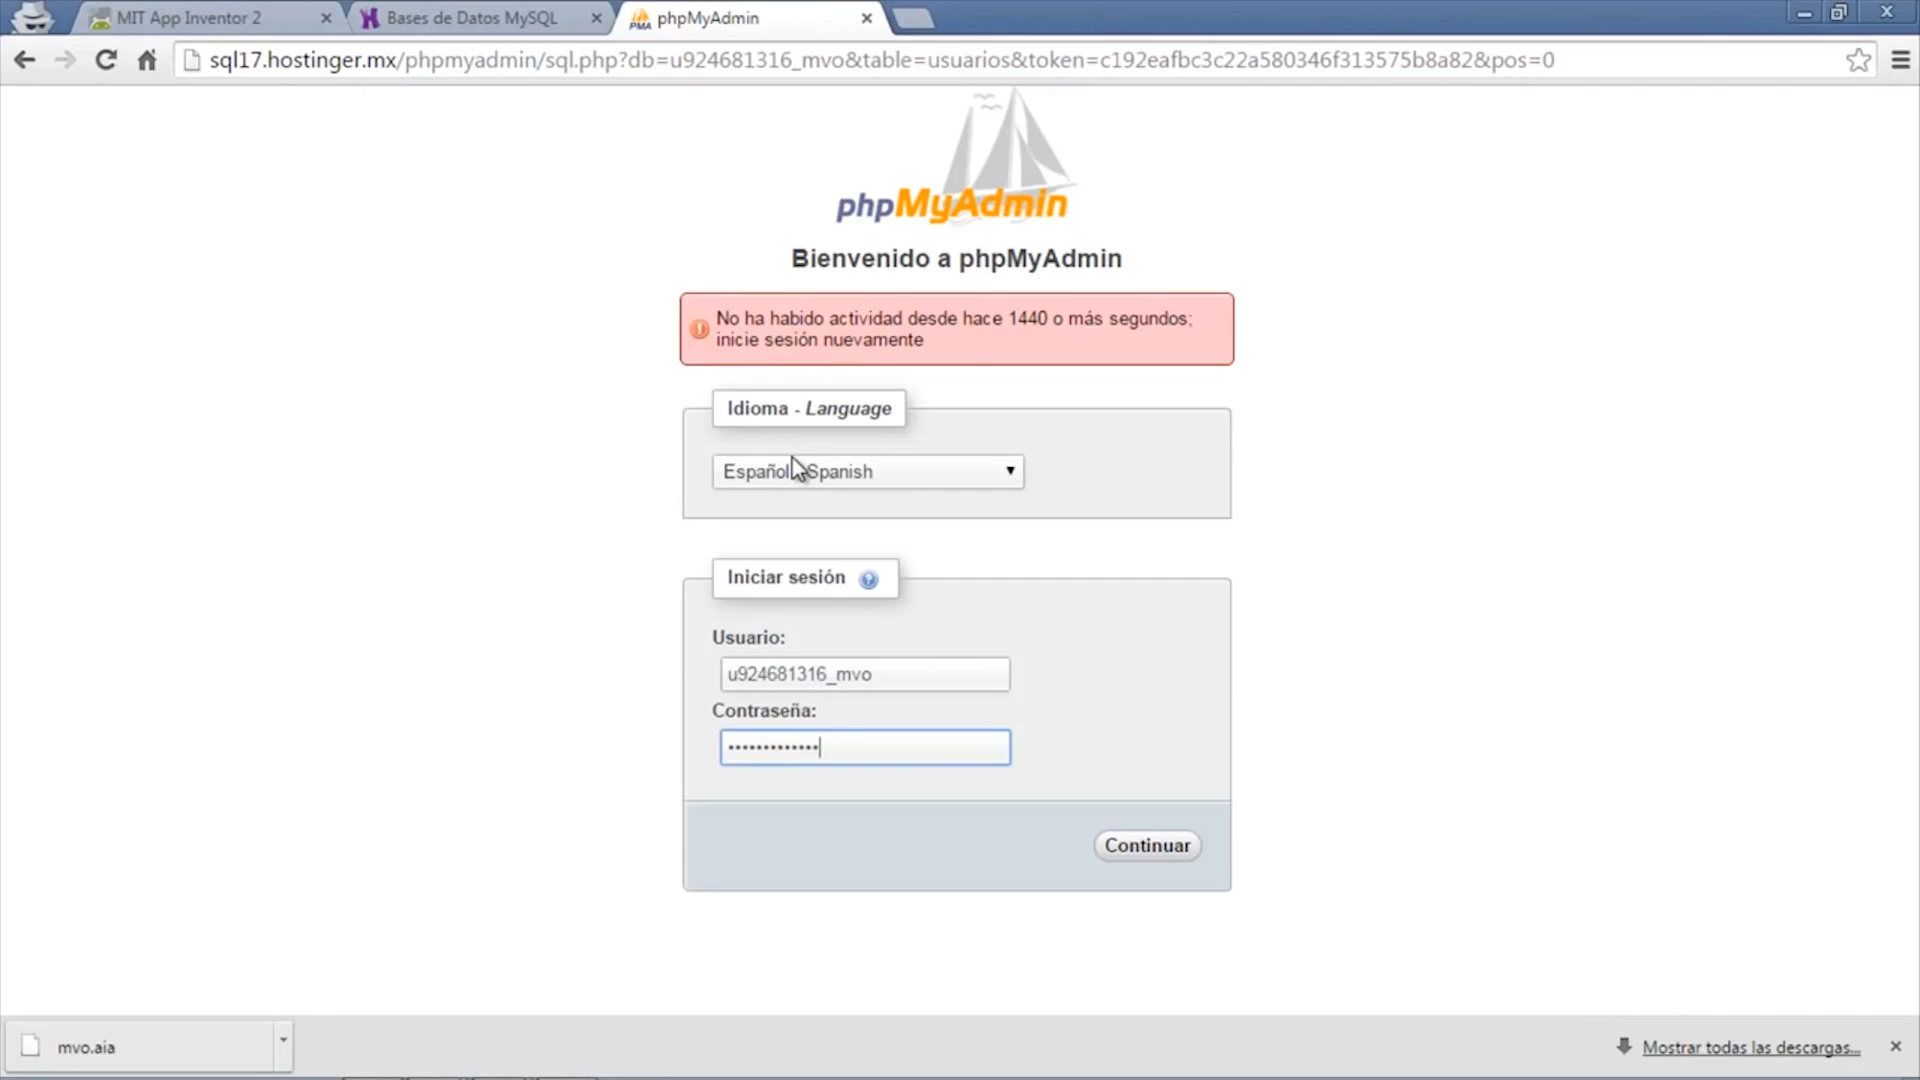 MIT App Inventor 2
Bases de Datos MySQL
PMA phpMyAdmin
sql17.hostinger.mx/phpmyadmin/sql.php?db=u924681316_mvo&table=usuarios&token=c192eafbc3c22a580346f313575b8a82&pos=0
phpMyAdmin
Bienvenido a phpMyAdmin
No ha habido actividad desde hace 1440 o más segundos;
inicie sesión nuevamente
Idioma - Language
Español - Spanish
Iniciar sesión
Usuario:
u924681316_mvo
Contraseña:
•••••••••••••
Continuar
mvo.aia
Mostrar todas las descargas...